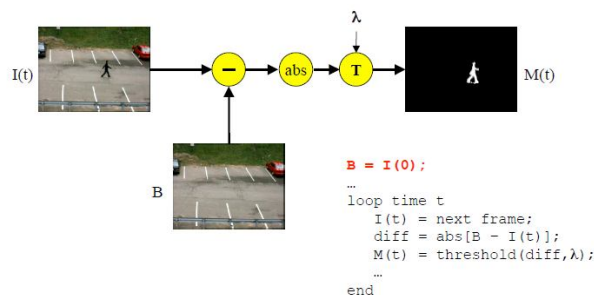 λ
I(t)
−
abs
T
M(t)
B
B = I(0);
…
loop time t
I(t) = next frame;
diff = abs[B − I(t)];
M(t) = threshold(diff,λ);
…
end